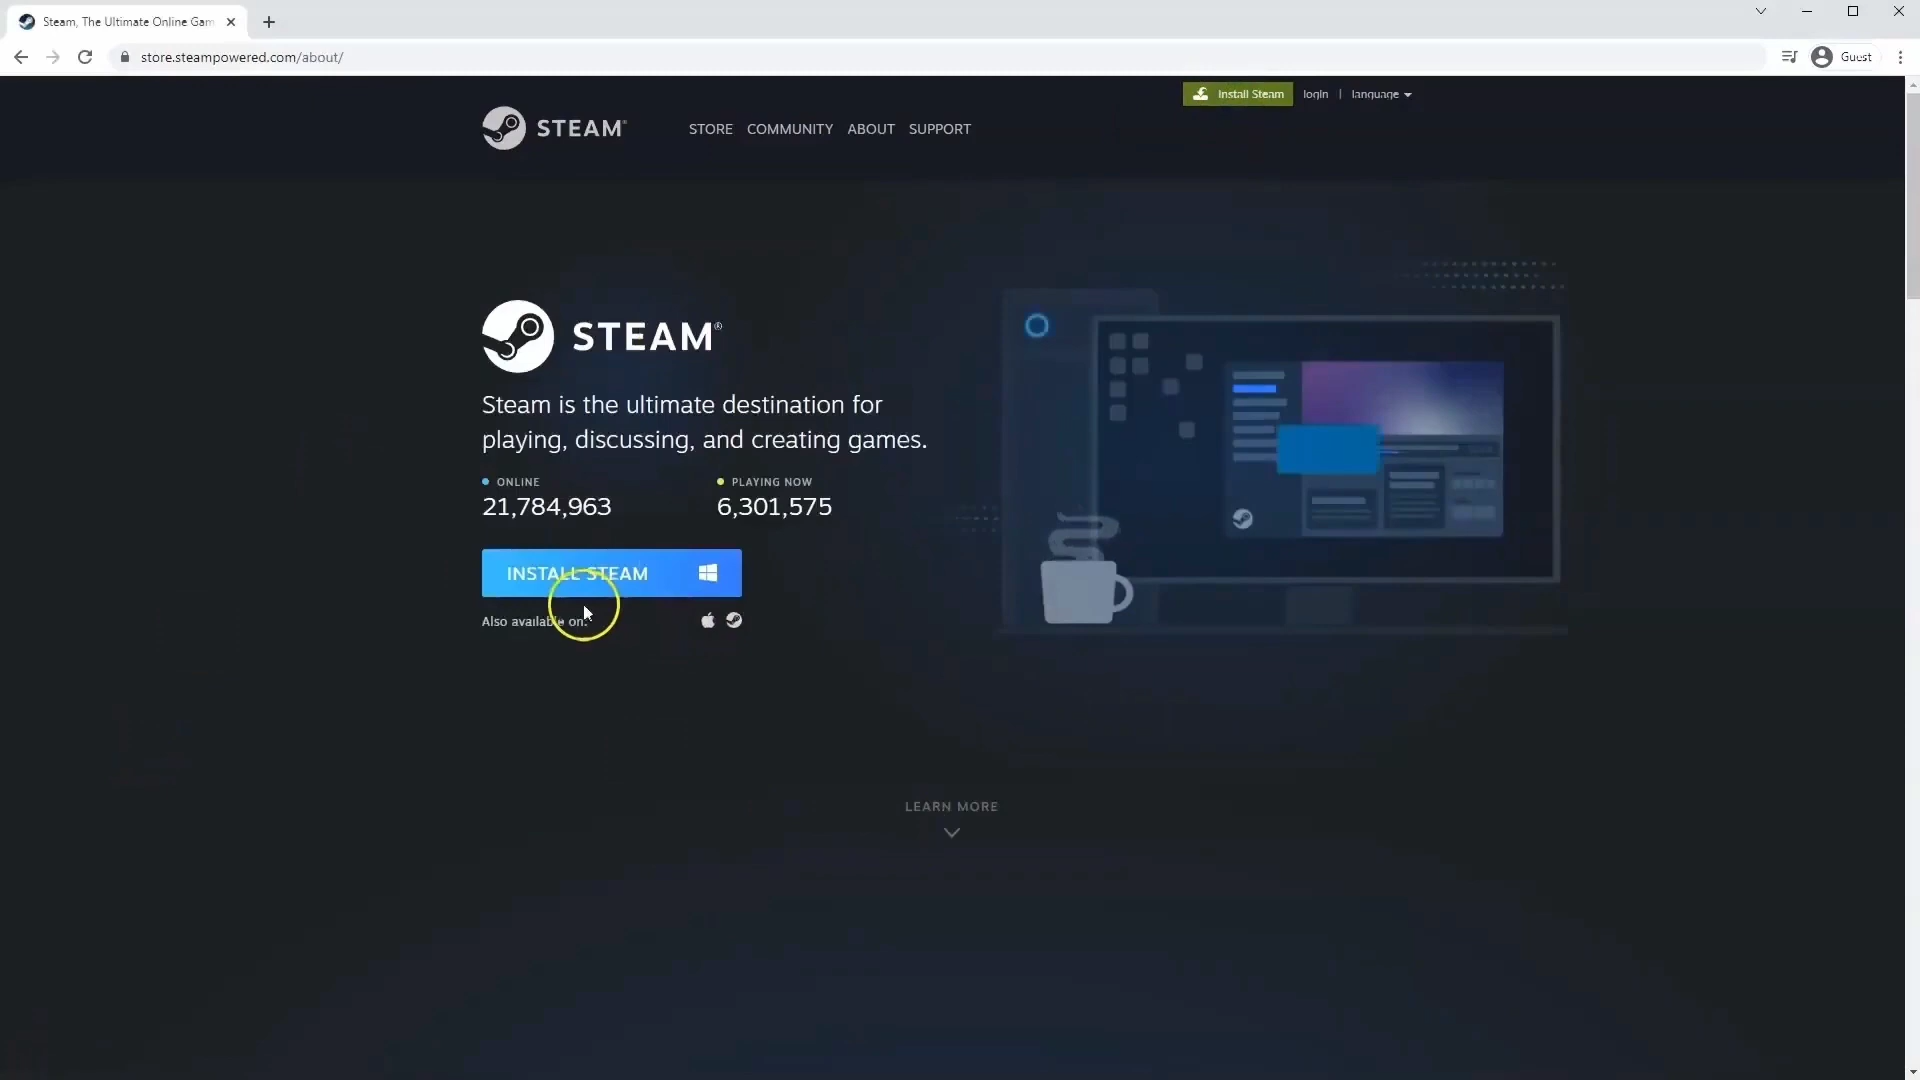 Steam, The Ultimate Online Gam
store.steampowered.com/about/
Guest
Install Steam login | language
STEAM®
STORE COMMUNITY ABOUT SUPPORT
STEAM®
Steam is the ultimate destination for
playing, discussing, and creating games.
ONLINE
21,784,963
PLAYING NOW
6,301,575
INSTALL STEAM
Also available on:
LEARN MORE